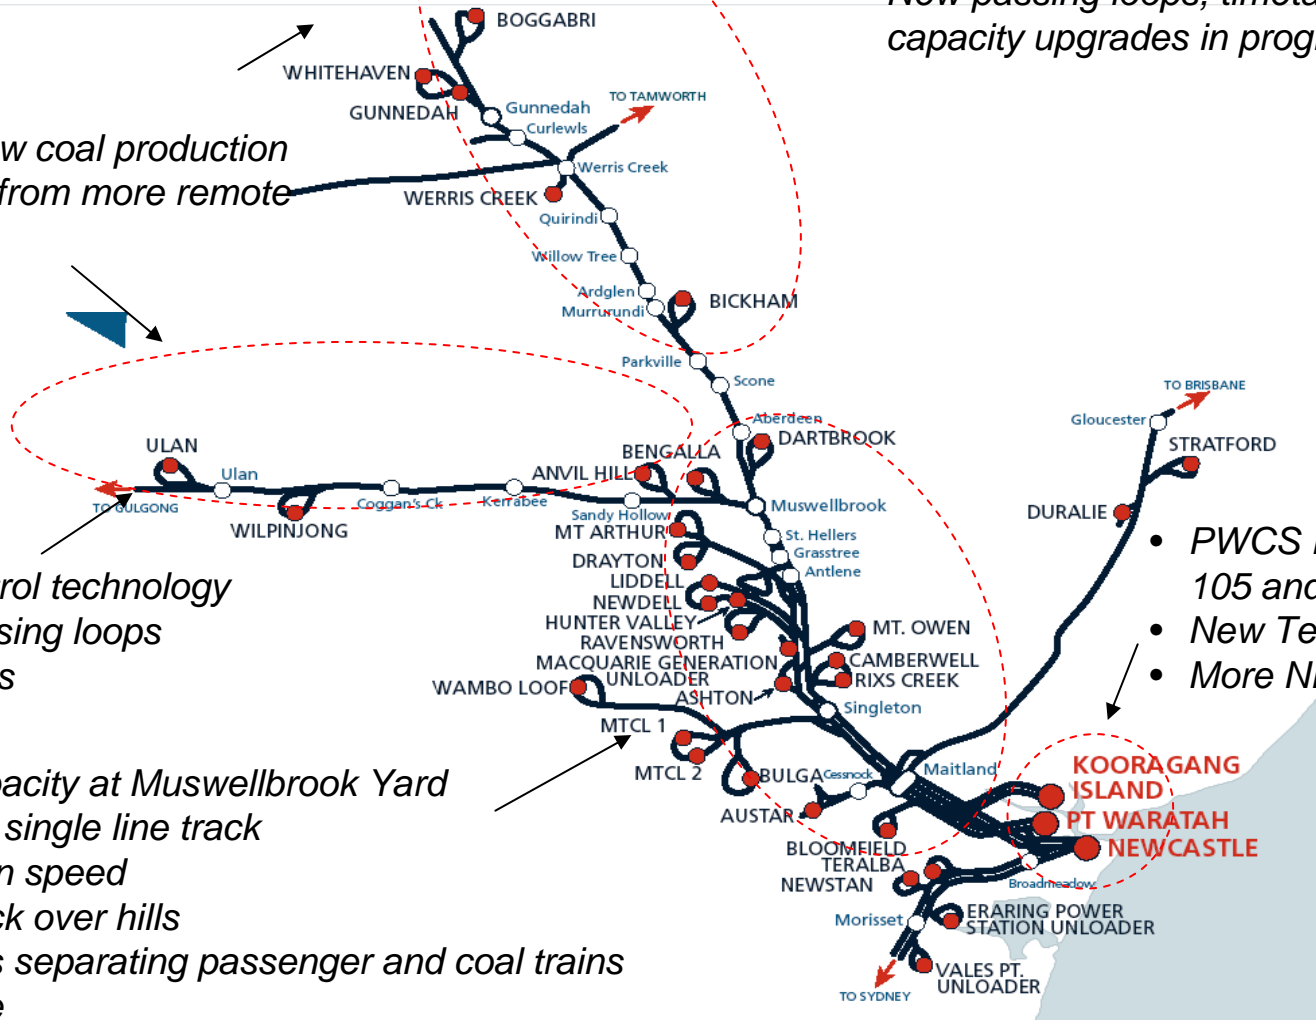 New passing loops, timeta
capacity upgrades in prog
BOGGABRI
WHITEHAVEN
GUNNEDAH
Gunnedah
Curlewls
TO TAMWORTH
w coal production
from more remote
Werris Creek
WERRIS CREEK
Quirindi
Willow Tree
Ardglen
Murrurundi
BICKHAM
Parkville
Scone
Aberdeen
DARTBROOK
TO BRISBANE
Gloucester
STRATFORD
DURALIE
ULAN
Ulan
TO GULGONG
WILPINJONG
Coggan's Ck
Kerrabee
ANVIL HILL
BENGALLA
Sandy Hollow
Muswellbrook
MT ARTHUR
St. Hellers
Grasstree
Antlene
DRAYTON
LIDDELL
NEWDELL
HUNTER VALLEY
RAVENSWORTH
MACQUARIE GENERATION
UNLOADER
ASHTON
MT. OWEN
CAMBERWELL
RIXS CREEK
Singleton
• PWCS
105 and
• New Te
• More N
rol technology
sing loops
s
WAMBO LOOP
MTCL 1
MTCL 2
BULGA
Cessnock
AUSTAR
Maitland
KOORAGANG
ISLAND
PT WARATAH
NEWCASTLE
BLOOMFIELD
TERALBA
NEWSTAN
Broadmeadow
Morisset
ERARING POWER
STATION UNLOADER
VALES PT.
UNLOADER
TO SYDNEY
pacity at Muswellbrook Yard
single line track
n speed
ck over hills
s separating passenger and coal trains
e